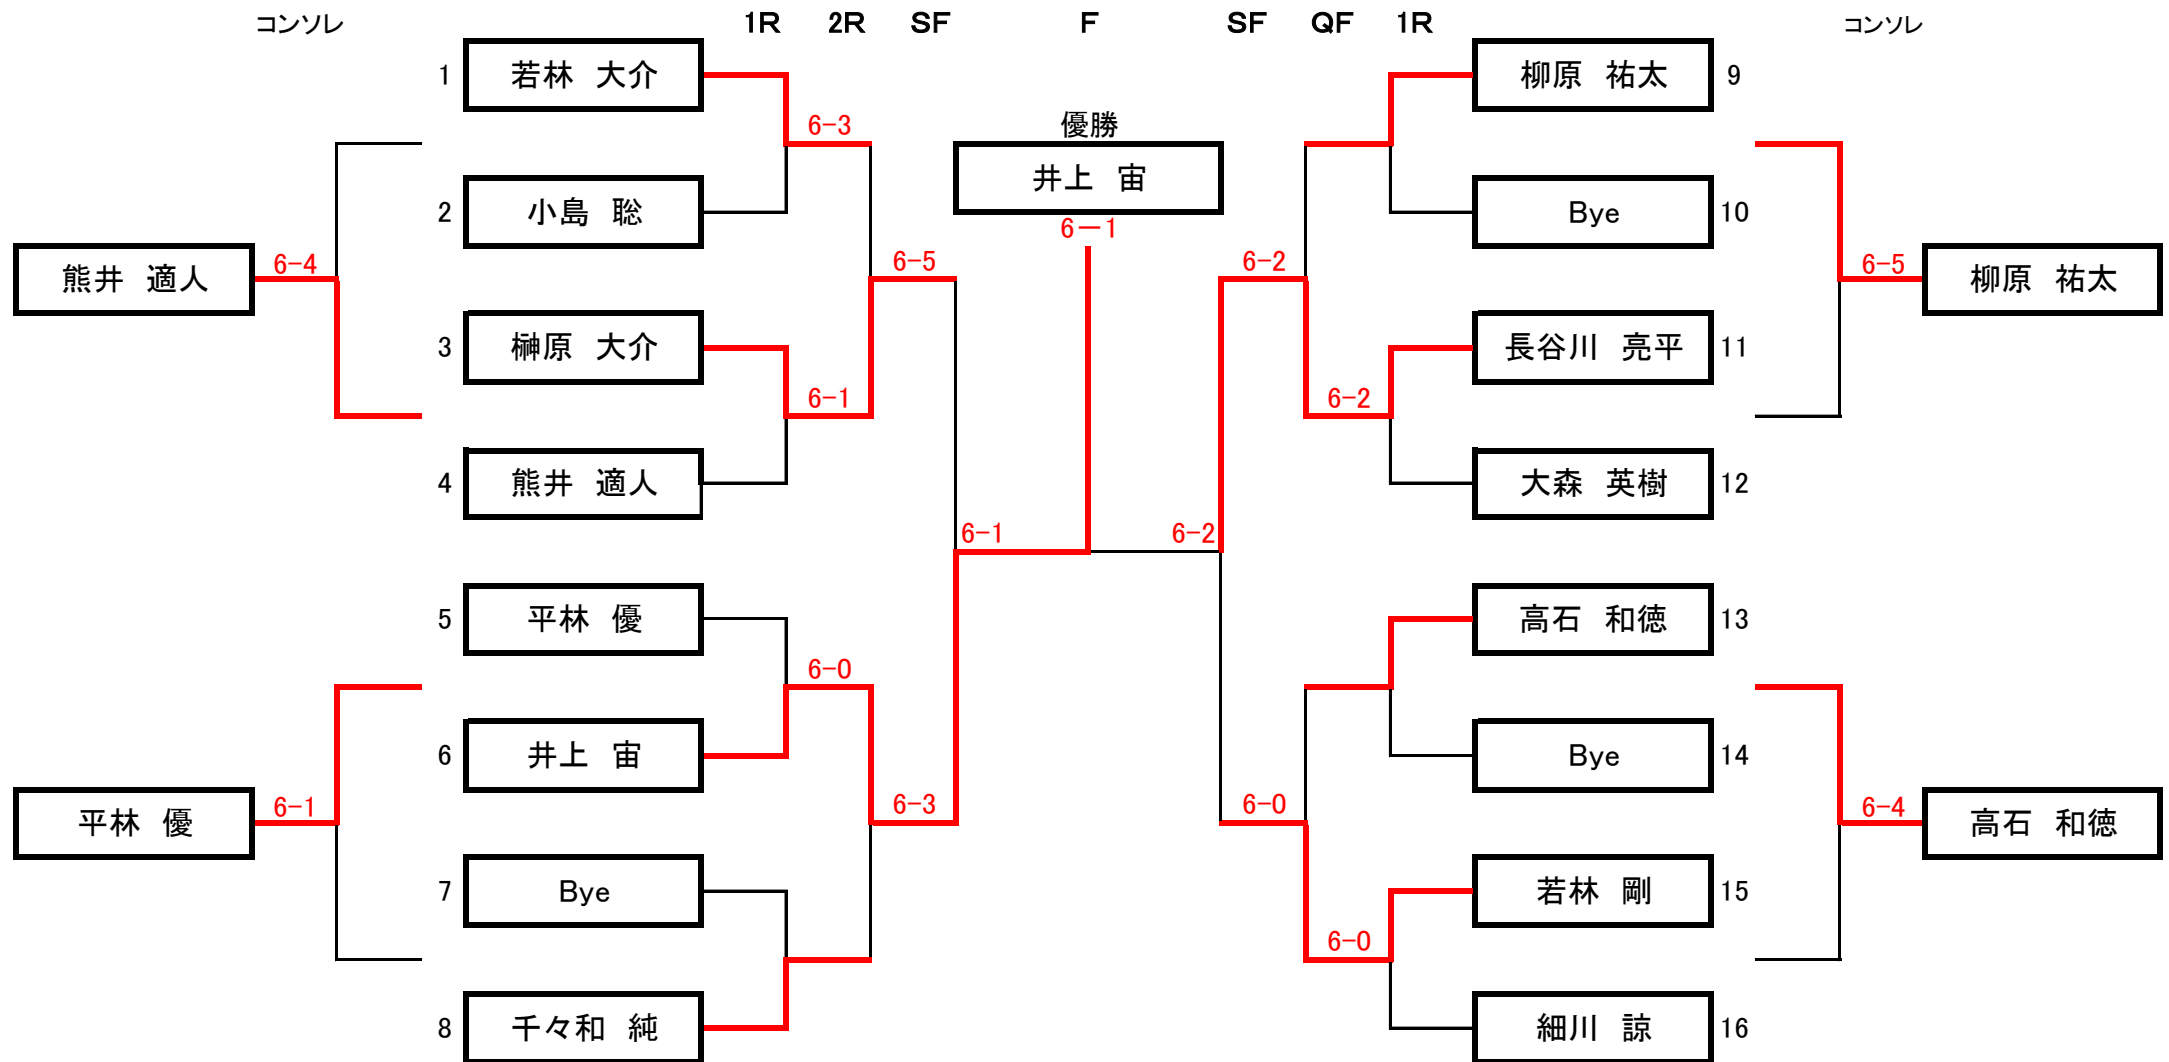 コンソレ 1R 2R SF F SF QF 1R コンソレ
1 若林 大介 柳原 祐太 9
6-3 優勝
2 小島 聡 井上 宙 Bye 10
6-1
熊井 適人 6-4 6-5 6-2 6-5 柳原 祐太
3 榊原 大介 長谷川 亮平 11
6-1 6-2
4 熊井 適人 大森 英樹 12
6-1 6-2
5 平林 優 高石 和徳 13
6-0
6 井上 宙 Bye 14
平林 優 6-1 6-3 6-0 6-4 高石 和徳
7 Bye 若林 剛 15
6-0
8 千々和 純 細川 諒 16